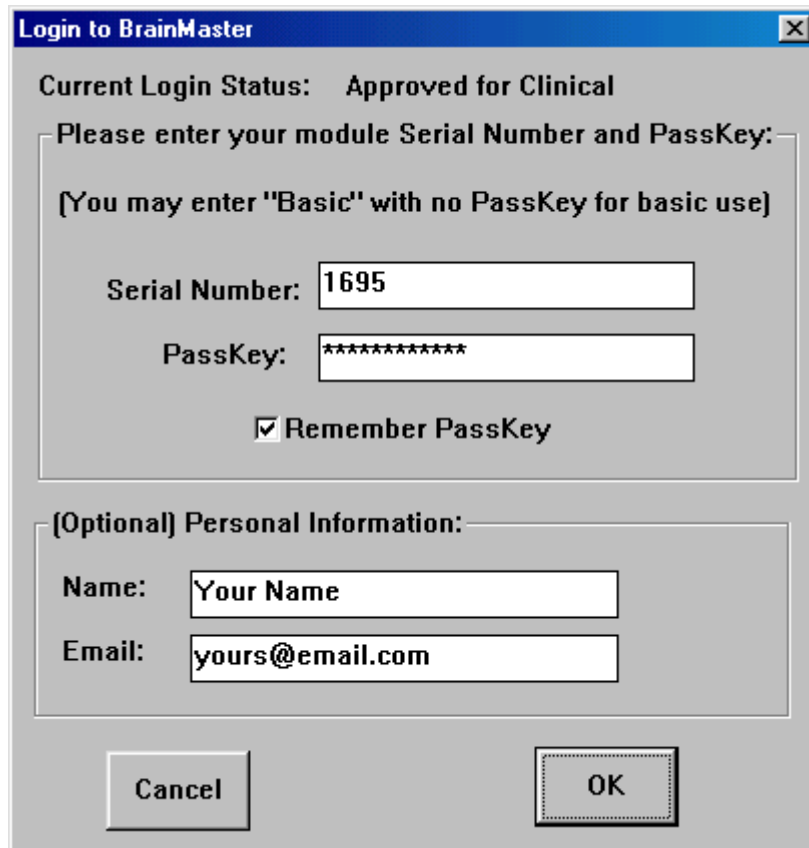 Login to BrainMaster
Current Login Status: Approved for Clinical
Please enter your module Serial Number and PassKey:
(You may enter "Basic" with no PassKey for basic use)
Serial Number: 1695
PassKey: ************
Remember PassKey
(Optional) Personal Information:
Name: Your Name
Email: yours@email.com
Cancel OK